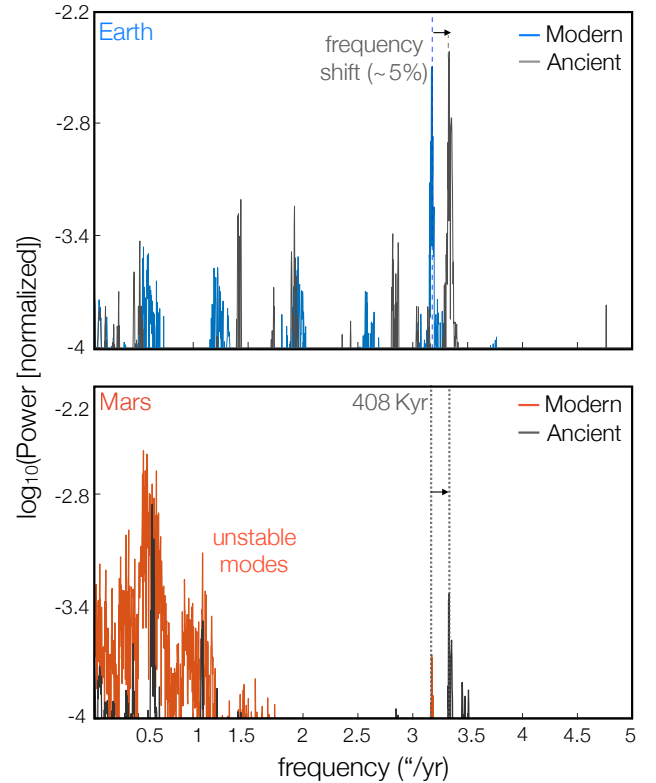 -2.2
Earth
frequency
shift (~5%)
Modern
Ancient
-2.8
-3.4
-4
log₁₀(Power [normalized])
Mars
408 Kyr
Modern
Ancient
-2.2
-2.8
unstable
modes
-3.4
-4
0.5 1 1.5 2 2.5 3 3.5 4 4.5 5
frequency (“/yr)